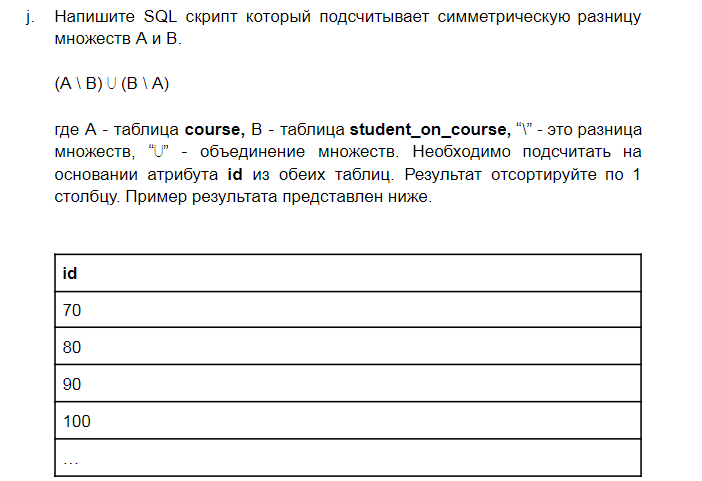 j. Напишите SQL скрипт который подсчитывает симметрическую разницу
множеств A и B.
(A \ B) ∪ (B \ A)
где A - таблица course, B - таблица student_on_course, “\” - это разница
множеств, “∪” - объединение множеств. Необходимо подсчитать на
основании атрибута id из обеих таблиц. Результат отсортируйте по 1
столбцу. Пример результата представлен ниже.
id
70
80
90
100
…